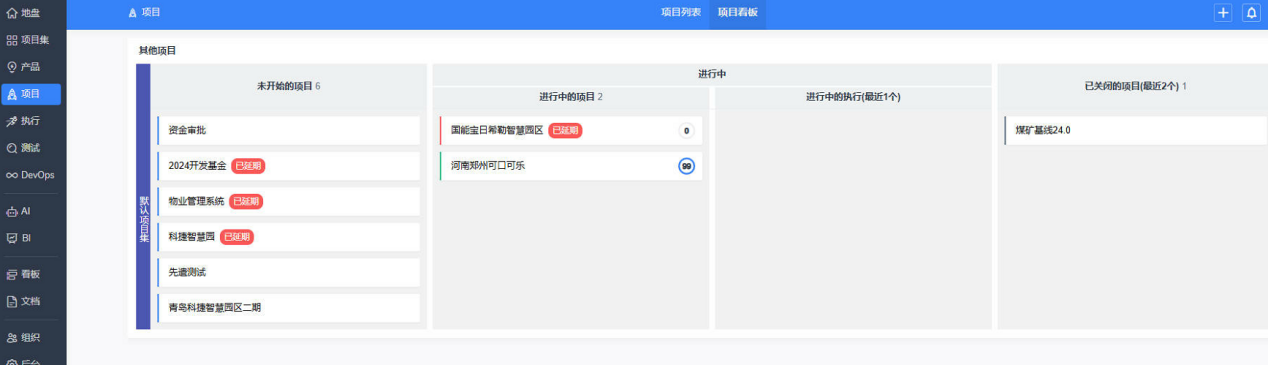 地盘
项目集
产品
项目
执行
测试
DevOps
AI
BI
看板
文档
组织
后台
项目
项目列表 项目看板
其他项目
默认项目集
未开始的项目 6
进行中
进行中的项目 2
进行中的执行(最近1个)
已关闭的项目(最近2个) 1
资金审批
2024开发基金 已延期
物业管理系统 已延期
科捷智慧园 已延期
先遣测试
青岛科捷智慧园区二期
国能宝日希勒智慧园区 已延期 0
河南郑州可口可乐 99
煤矿基线24.0